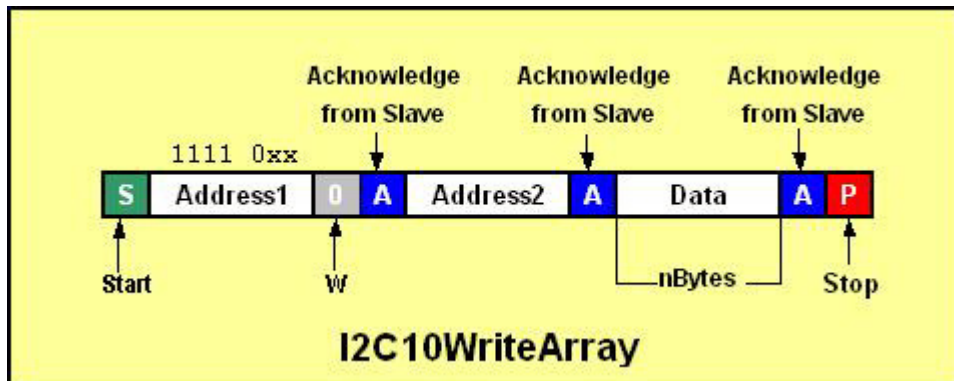 Acknowledge from Slave
Acknowledge from Slave
Acknowledge from Slave
1111 0xx
S Address1 0 A Address2 A Data A P
Start W nBytes Stop
I2C10WriteArray